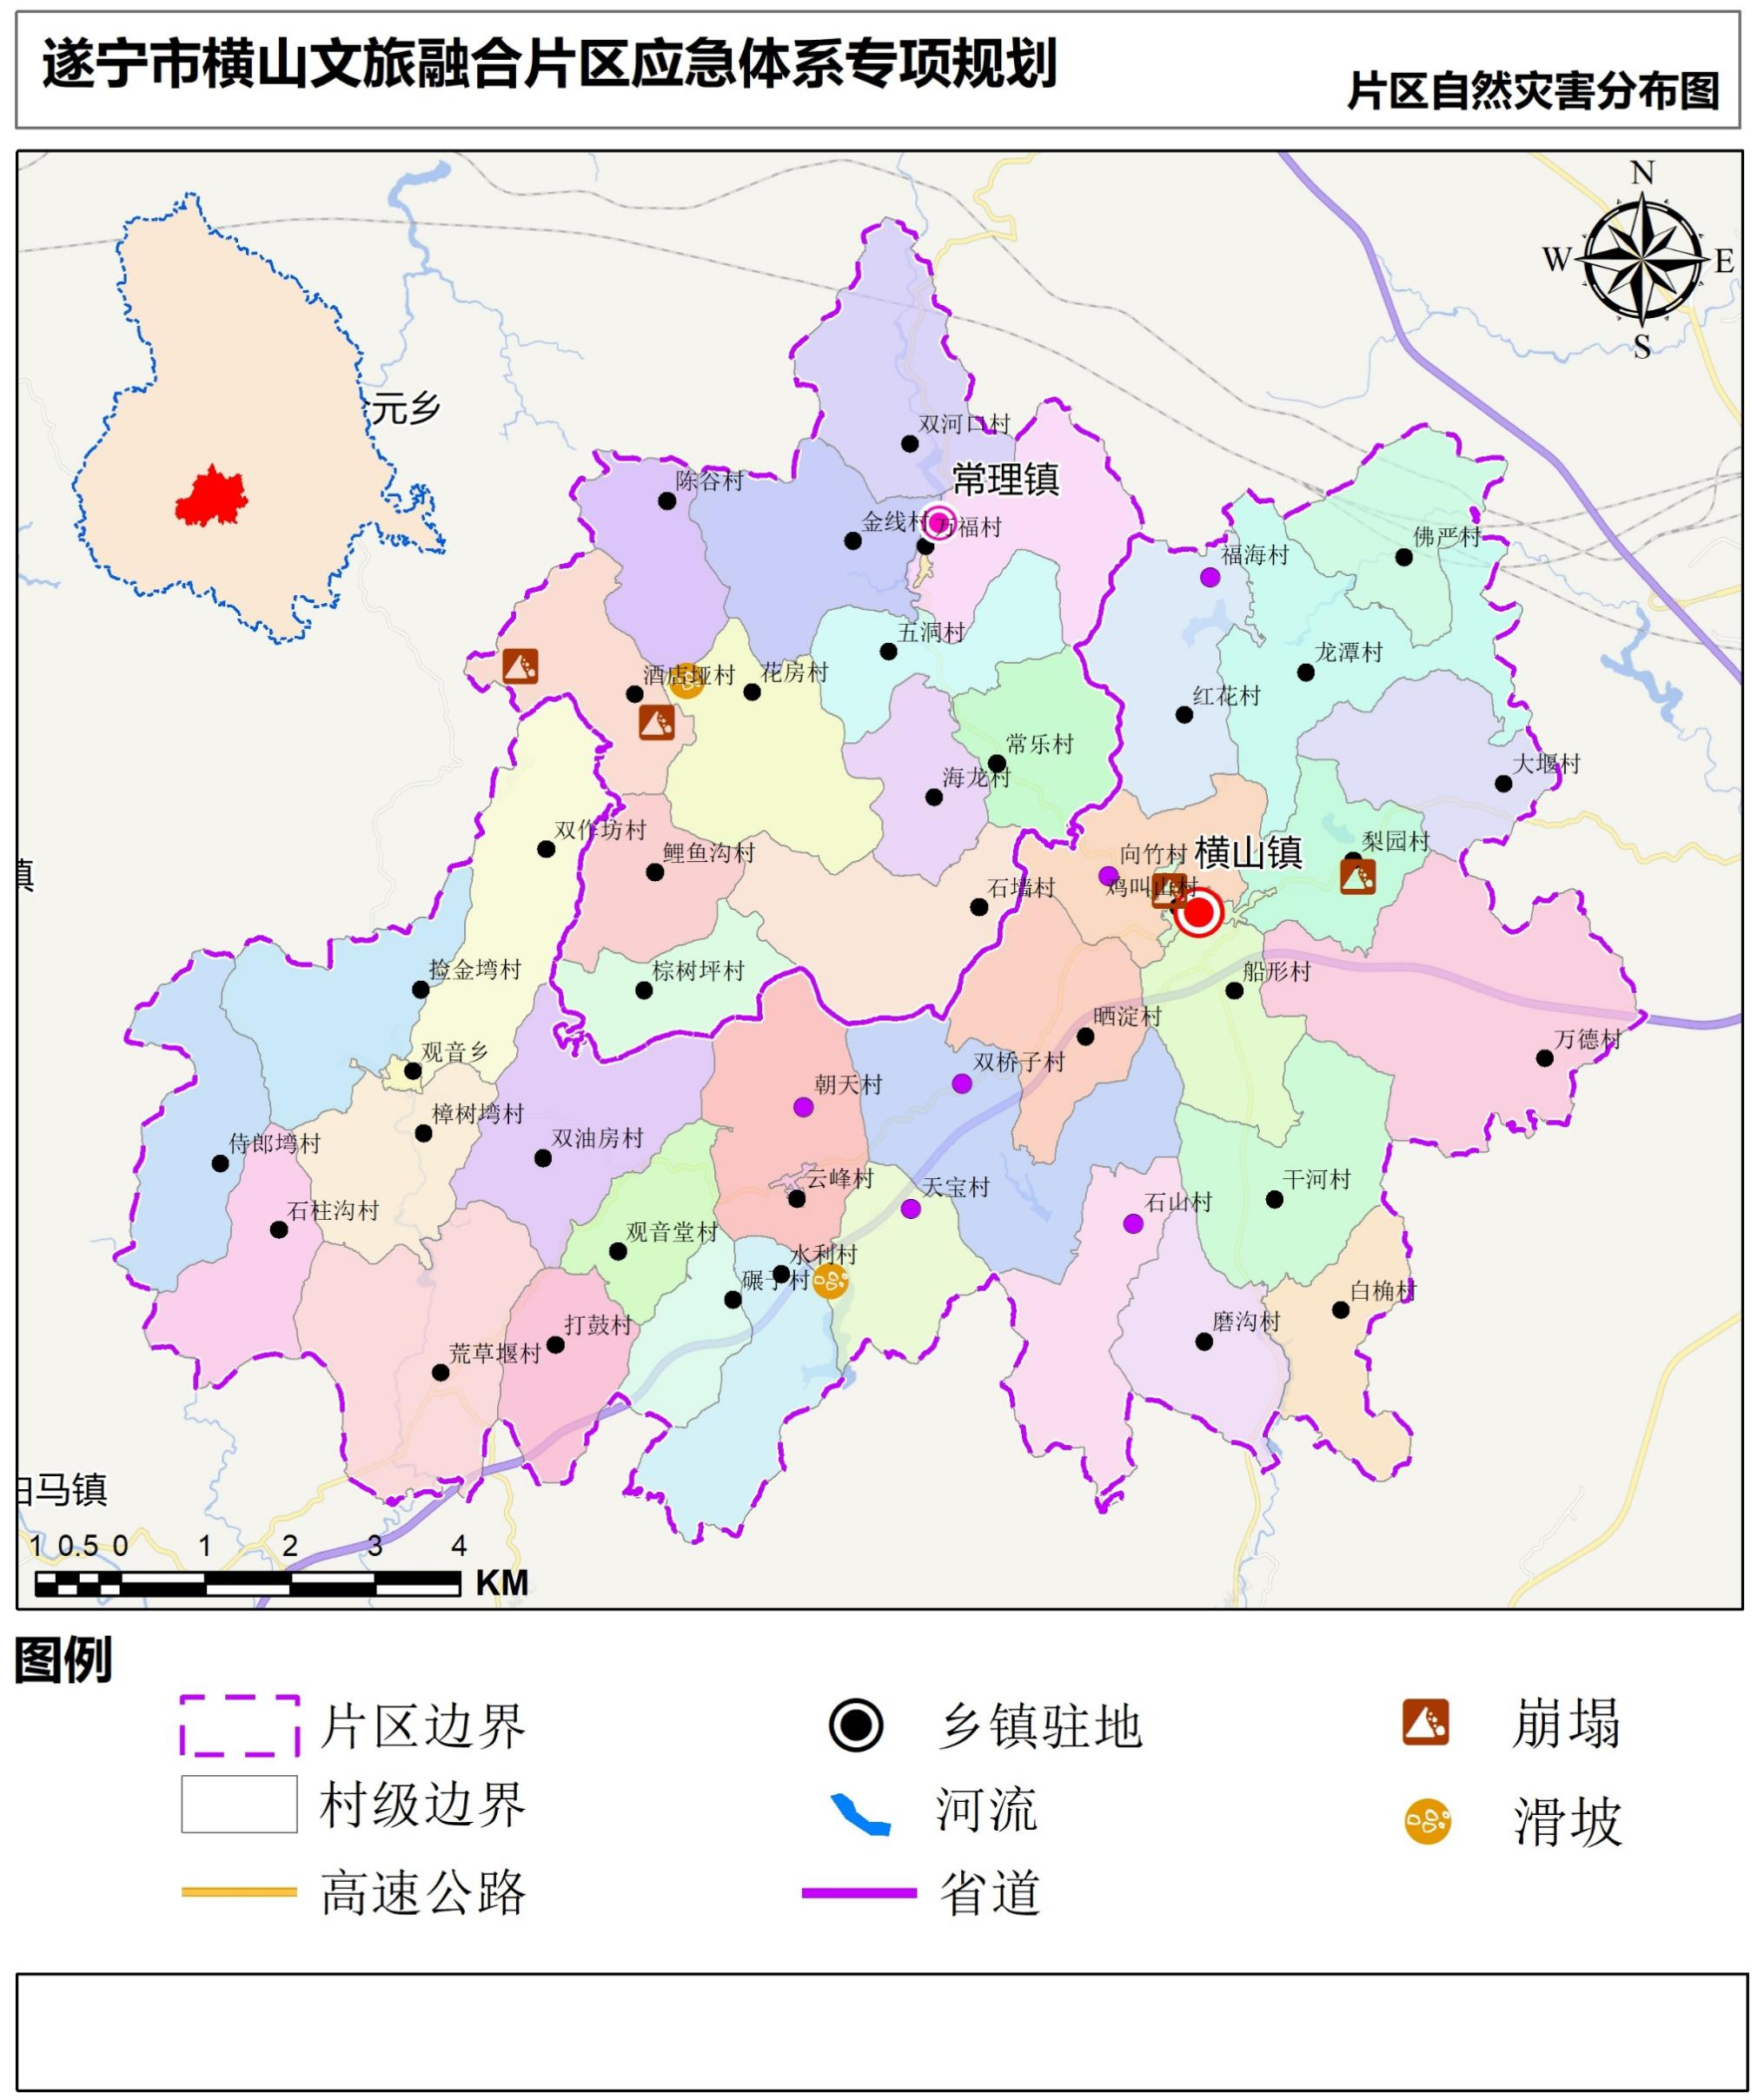 遂宁市横山文旅融合片区应急体系专项规划
片区自然灾害分布图
N
W
E
S
元乡
双河口村
常理镇
陈谷村
金线村
万福村
佛严村
福海村
五洞村
龙潭村
酒店垭村
花房村
红花村
常乐村
大堰村
海龙村
双作坊村
鲤鱼沟村
向竹村
横山镇
梨园村
镇
石墙村
鸡叫山村
捡金塆村
棕树坪村
船形村
晒淀村
万德村
观音乡
双桥子村
朝天村
樟树塆村
双油房村
侍郎塆村
云峰村
天宝村
干河村
石柱沟村
石山村
观音堂村
水利村
碾子村
白桷村
打鼓村
磨沟村
荒草堰村
白马镇
1 0.5 0 1 2 3 4
KM
图例
片区边界
乡镇驻地
崩塌
村级边界
河流
滑坡
高速公路
省道